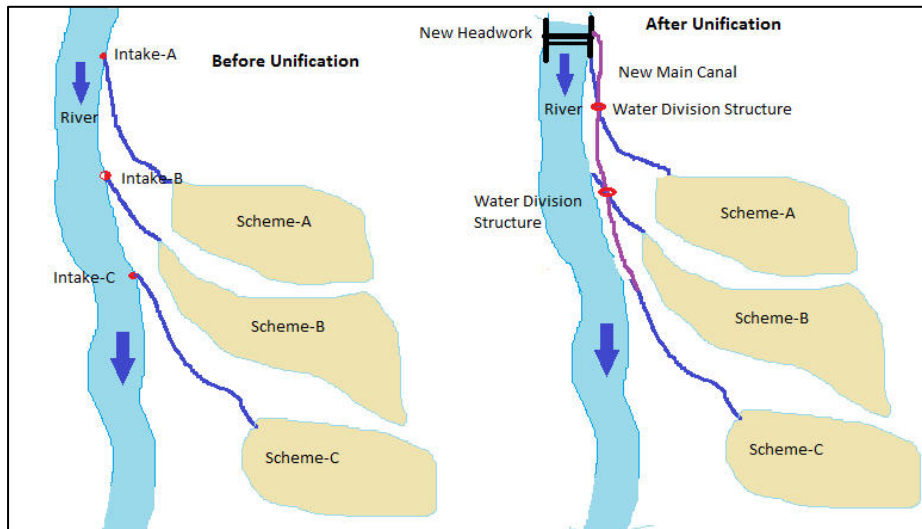 Before Unification
Intake-A
River
Intake-B
Scheme-A
Intake-C
Scheme-B
Scheme-C
After Unification
New Headwork
New Main Canal
River
Water Division Structure
Water Division
Structure
Scheme-A
Scheme-B
Scheme-C